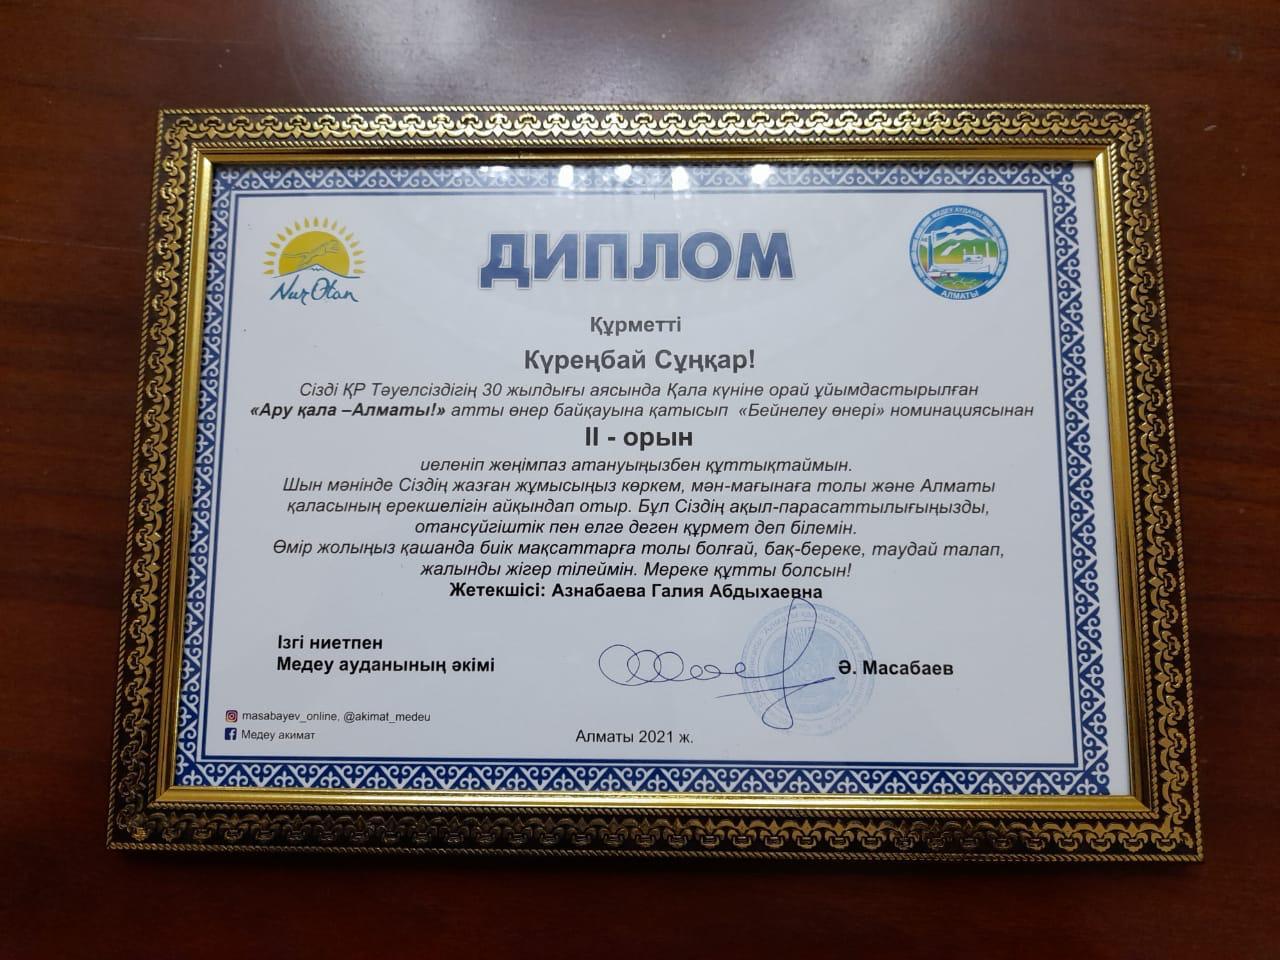 Nur Otan
ДИПЛОМ
МЕДЕУ АУДАНЫ
АЛМАТЫ
Құрметті
Күреңбай Сұңқар!
Сізді ҚР Тәуелсіздігің 30 жылдығы аясында Қала күніне орай ұйымдастырылған
«Ару қала –Алматы!» атты өнер байқауына қатысып «Бейнелеу өнері» номинациясынан
II - орын
иеленіп жеңімпаз атануыңызбен құттықтаймын.
Шын мәнінде Сіздің жазған жұмысыңыз көркем, мән-мағынаға толы және Алматы
қаласының ерекшелігін айқындап отыр. Бұл Сіздің ақыл-парасаттылығыңызды,
отансүйгіштік пен елге деген құрмет деп білемін.
Өмір жолыңыз қашанда биік мақсаттарға толы болғай, бақ-береке, таудай талап,
жалынды жігер тілеймін. Мереке құтты болсын!
Жетекшісі: Азнабаева Галия Абдыхаевна
Ізгі ниетпен
Медеу ауданының әкімі
Ә. Масабаев
masabayev_online, @akimat_medeu
Медеу акимат
Алматы 2021 ж.